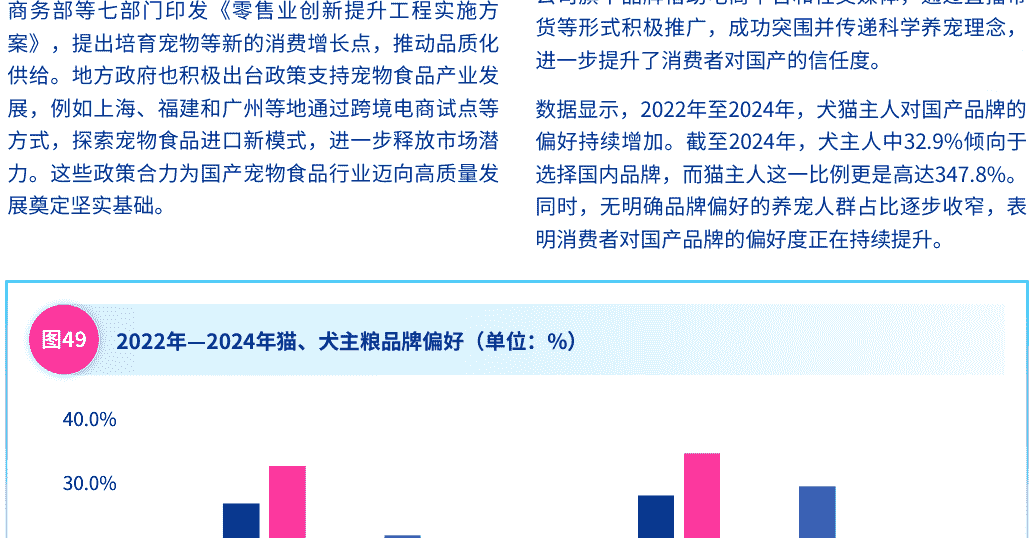 商务部等七部门印发《零售业创新提升工程实施方
案》，提出培育宠物等新的消费增长点，推动品质化
供给。地方政府也积极出台政策支持宠物食品产业发
展，例如上海、福建和广州等地通过跨境电商试点等
方式，探索宠物食品进口新模式，进一步释放市场潜
力。这些政策合力为国产宠物食品行业迈向高质量发
展奠定坚实基础。
货等形式积极推广，成功突围并传递科学养宠理念，
进一步提升了消费者对国产的信任度。
数据显示，2022年至2024年，犬猫主人对国产品牌的
偏好持续增加。截至2024年，犬主人中32.9%倾向于
选择国内品牌，而猫主人这一比例更是高达347.8%。
同时，无明确品牌偏好的养宠人群占比逐步收窄，表
明消费者对国产品牌的偏好度正在持续提升。
图49
2022年—2024年猫、犬主粮品牌偏好（单位：%）
40.0%
30.0%